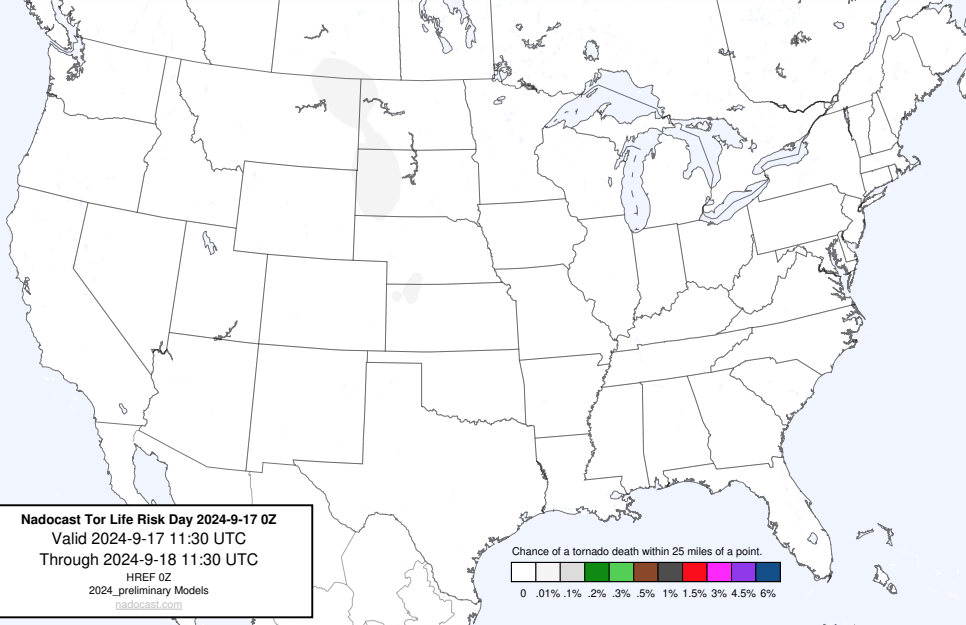 Nadocast Tor Life Risk Day 2024-9-17 0Z
Valid 2024-9-17 11:30 UTC
Through 2024-9-18 11:30 UTC
HREF 0Z
2024_preliminary Models
nadocast.com
Chance of a tornado death within 25 miles of a point.
0 .01% .1% .2% .3% .5% 1% 1.5% 3% 4.5% 6%